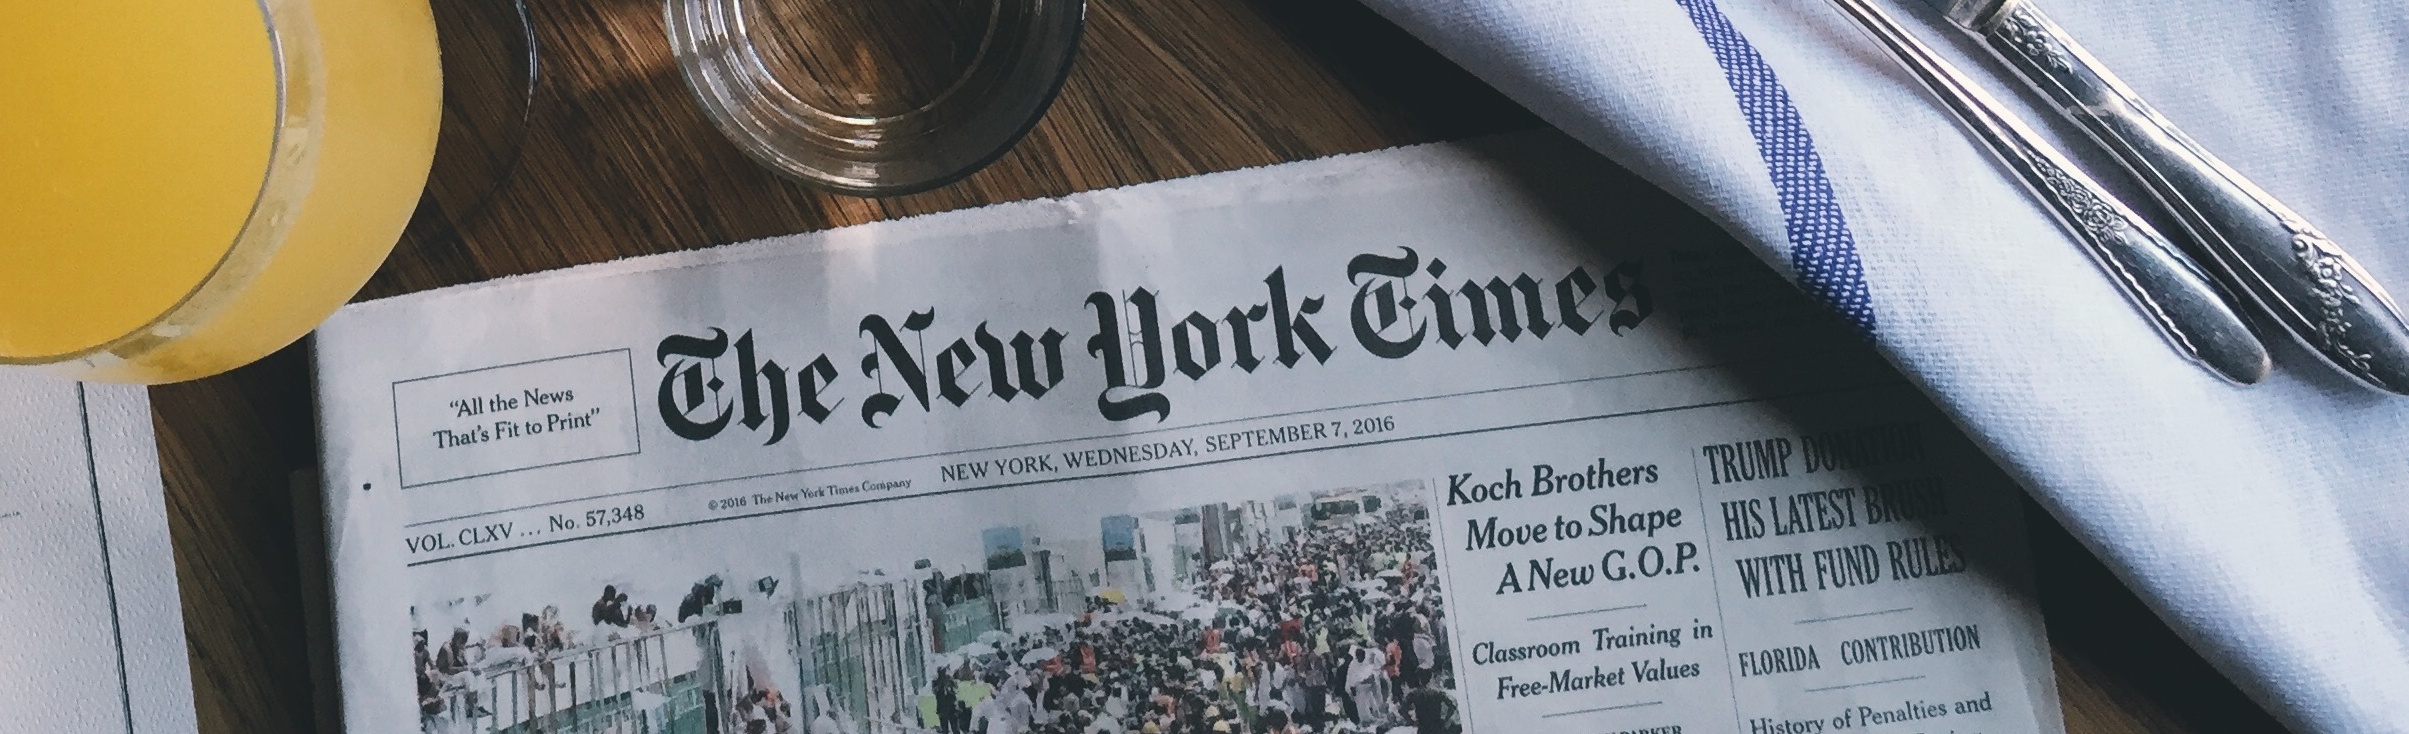 "All the News
That's Fit to Print"
The New York Times
VOL. CLXV ... No. 57,348
© 2016 The New York Times Company
NEW YORK, WEDNESDAY, SEPTEMBER 7, 2016
Koch Brothers
Move to Shape
A New G.O.P.
Classroom Training in
Free-Market Values
TRUMP DONATION
HIS LATEST BRUSH
WITH FUND RULES
FLORIDA CONTRIBUTION
History of Penalties and